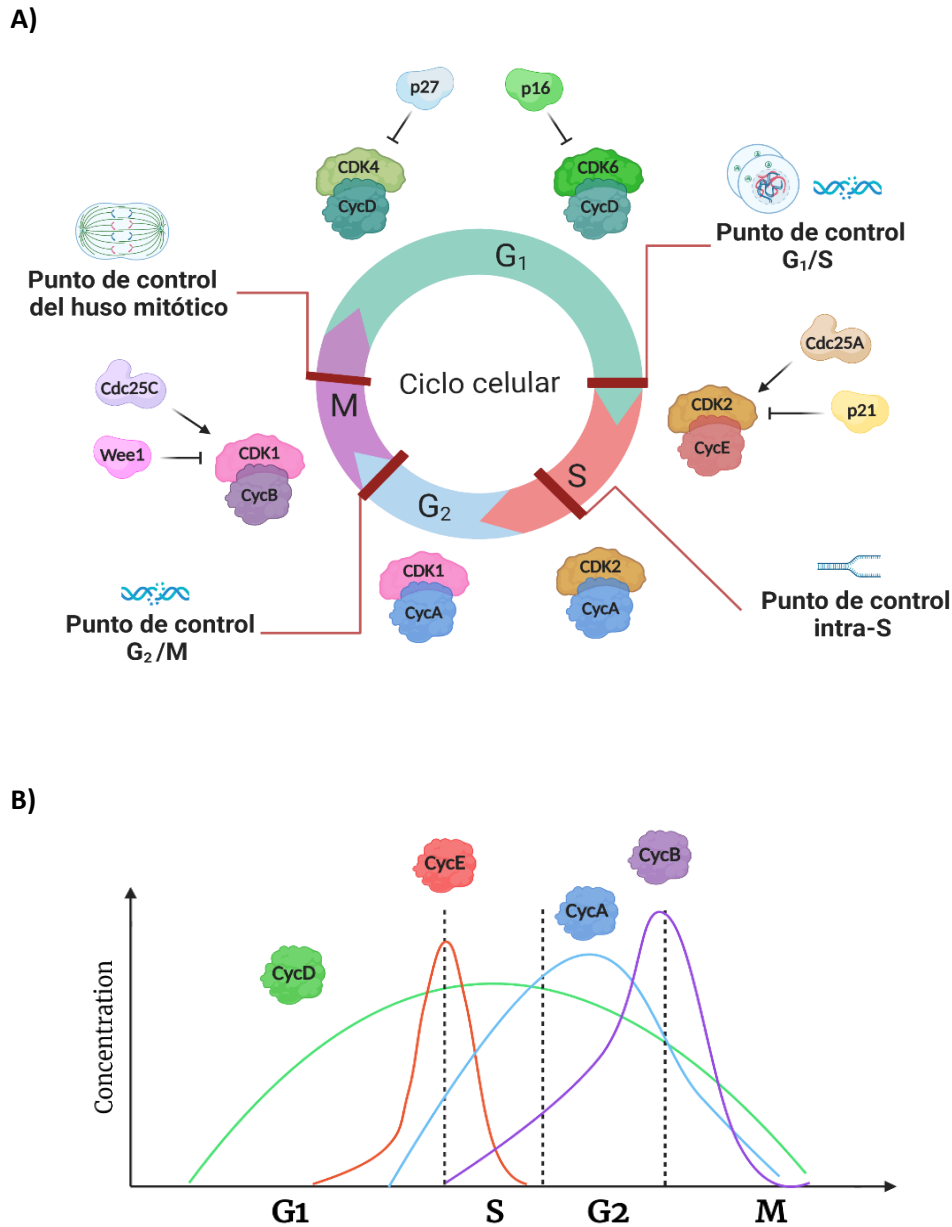 A)
p27
p16
CDK4
CycD
CDK6
CycD
Punto de control
G₁/S
G₁
Punto de control
del huso mitótico
Cdc25A
Cdc25C
Ciclo celular
CDK2
p21
M
CycE
Wee1
CDK1
CycB
S
G₂
CDK1
CycA
CDK2
CycA
Punto de control
intra-S
Punto de control
G₂/M
B)
CycE
CycB
CycA
CycD
Concentration
G1
S
G2
M